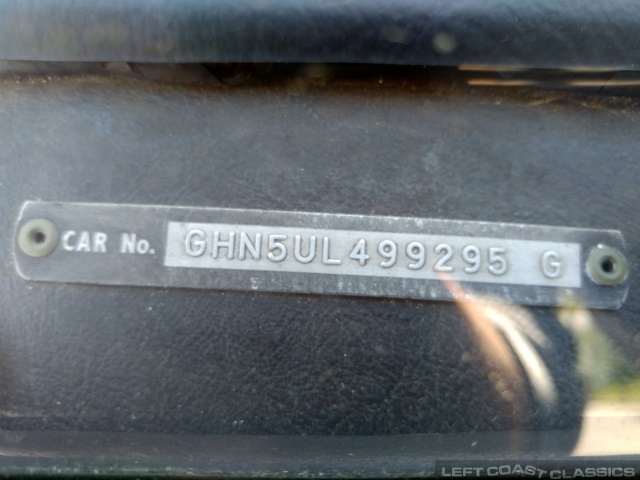 CAR No. GHN5UL499295 G
LEFT COAST CLASSICS